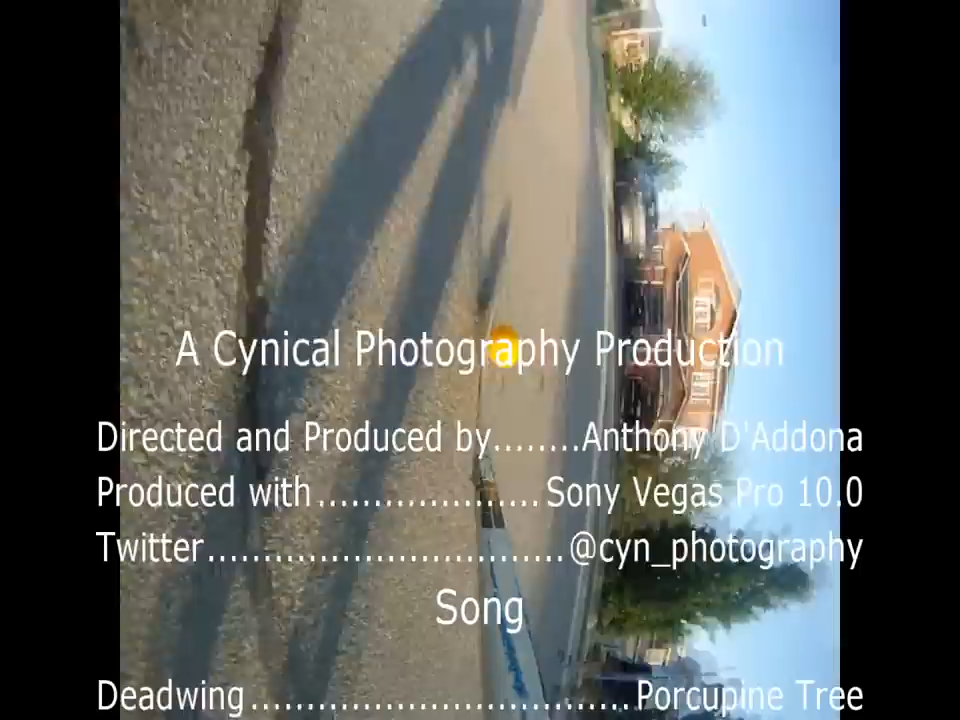 A Cynical Photography Production
Directed and Produced by........Anthony D'Addona
Produced with....................Sony Vegas Pro 10.0
Twitter................................@cyn_photography
Song
Deadwing..................................Porcupine Tree